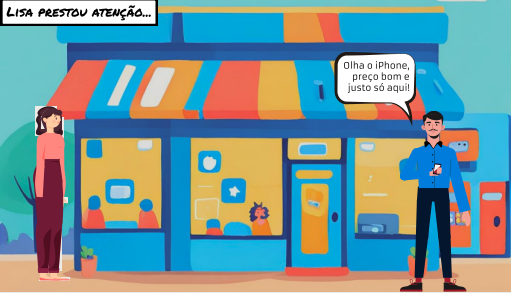 Lisa prestou atenção...
Olha o iPhone,
preço bom e
justo só aqui!